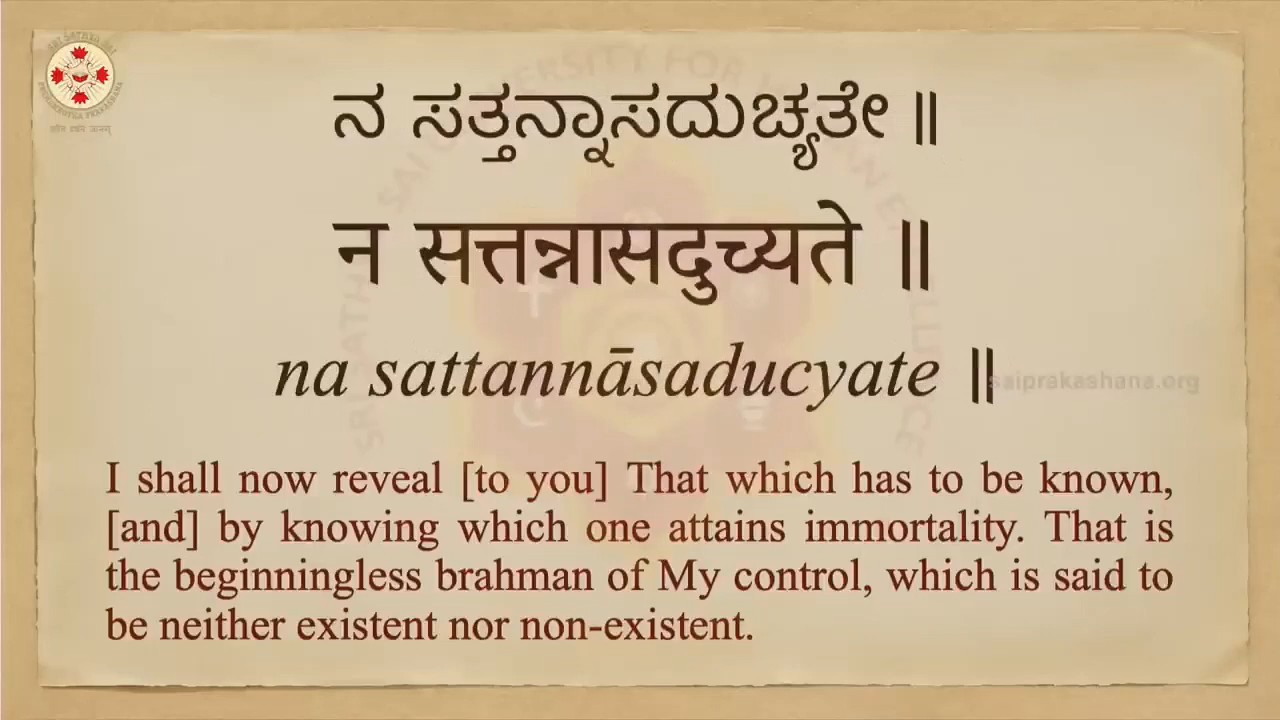 ನ ಸತ್ತನ್ನಾಸದುಚ್ಯತೇ ॥
न सत्तन्नासदुच्यते ॥
na sattannāsaducyate ||
saiprakashana.org
I shall now reveal [to you] That which has to be known,
[and] by knowing which one attains immortality. That is
the beginningless brahman of My control, which is said to
be neither existent nor non-existent.